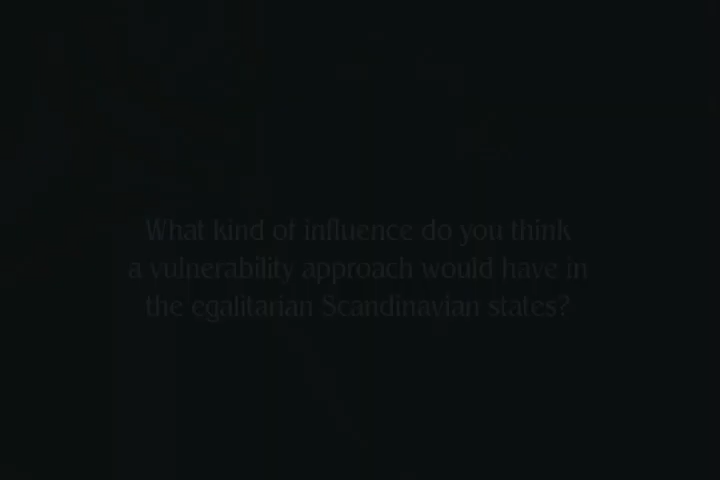 What kind of influence do you think
a vulnerability approach would have in
the egalitarian Scandinavian states?